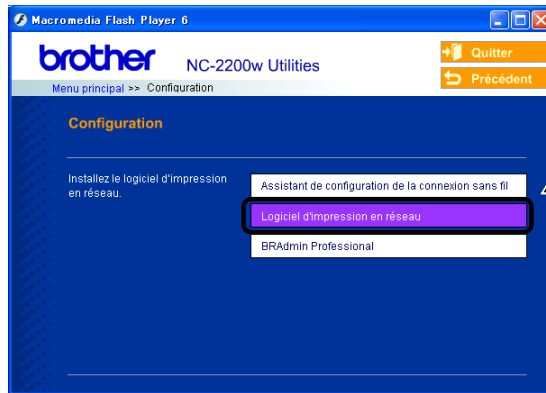 Macromedia Flash Player 6
brother
NC-2200w Utilities
Quitter
Précédent
Menu principal >> Configuration
Configuration
Installez le logiciel d'impression
en réseau.
Assistant de configuration de la connexion sans fil
Logiciel d'impression en réseau
BRAdmin Professional